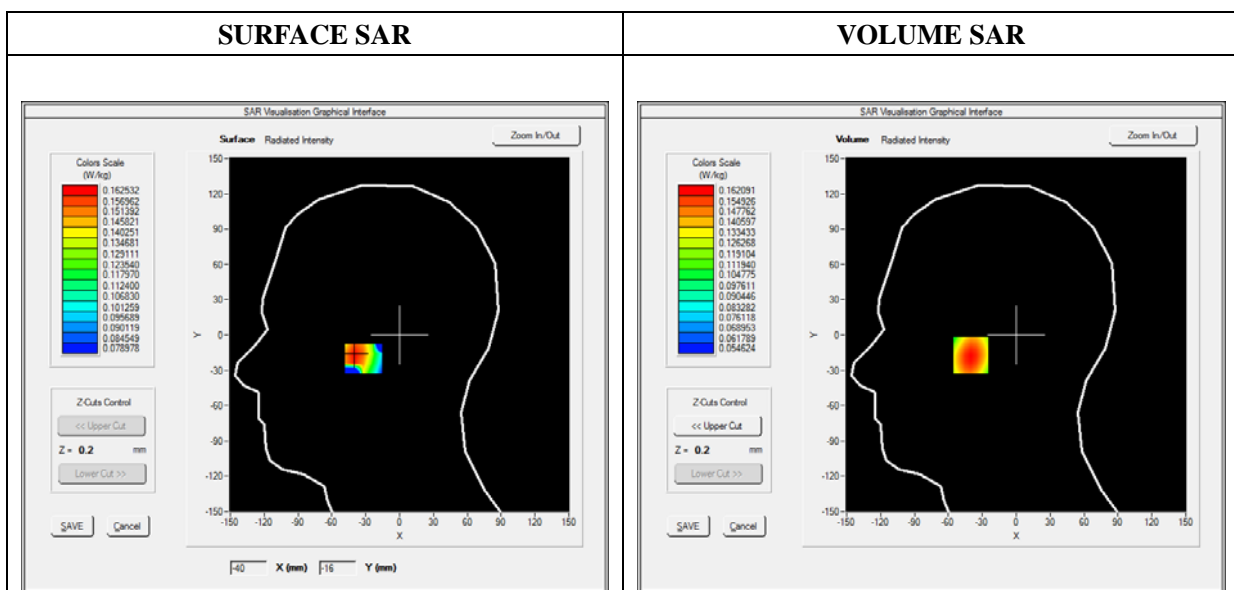 SURFACE SAR
VOLUME SAR
SAR Visualisation Graphical Interface
Surface Radiated Intensity
Zoom In/Out
Colors Scale
(W/kg)
0.162532
0.156962
0.151392
0.145821
0.140251
0.134681
0.129111
0.123540
0.117970
0.112400
0.106830
0.101259
0.095689
0.090119
0.084549
0.078978
Z-Cuts Control
<< Upper Cut
Z = 0.2 mm
Lower Cut >>
SAVE Cancel
150
120
90
60
30
0
-30
-60
-90
-120
-150
Y
-150 -120 -90 -60 -30 0 30 60 90 120 150
X
-40 X (mm) -16 Y (mm)
SAR Visualisation Graphical Interface
Volume Radiated Intensity
Zoom In/Out
Colors Scale
(W/kg)
0.162091
0.154926
0.147762
0.140597
0.133433
0.126268
0.119104
0.111940
0.104775
0.097611
0.090446
0.083282
0.076118
0.068953
0.061789
0.054624
Z-Cuts Control
<< Upper Cut
Z = 0.2 mm
Lower Cut >>
SAVE Cancel
150
120
90
60
30
0
-30
-60
-90
-120
-150
Y
-150 -120 -90 -60 -30 0 30 60 90 120 150
X